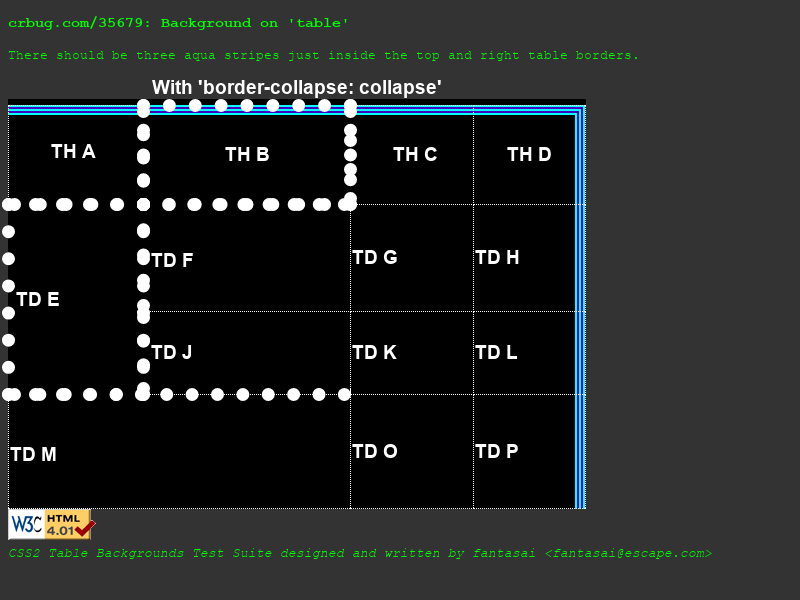 crbug.com/35679: Background on 'table'
There should be three aqua stripes just inside the top and right table borders.
With 'border-collapse: collapse'
TH A TH B TH C TH D
TD F TD G TD H
TD E
TD J TD K TD L
TD M TD O TD P
W3C HTML 4.01
CSS2 Table Backgrounds Test Suite designed and written by fantasai <fantasai@escape.com>